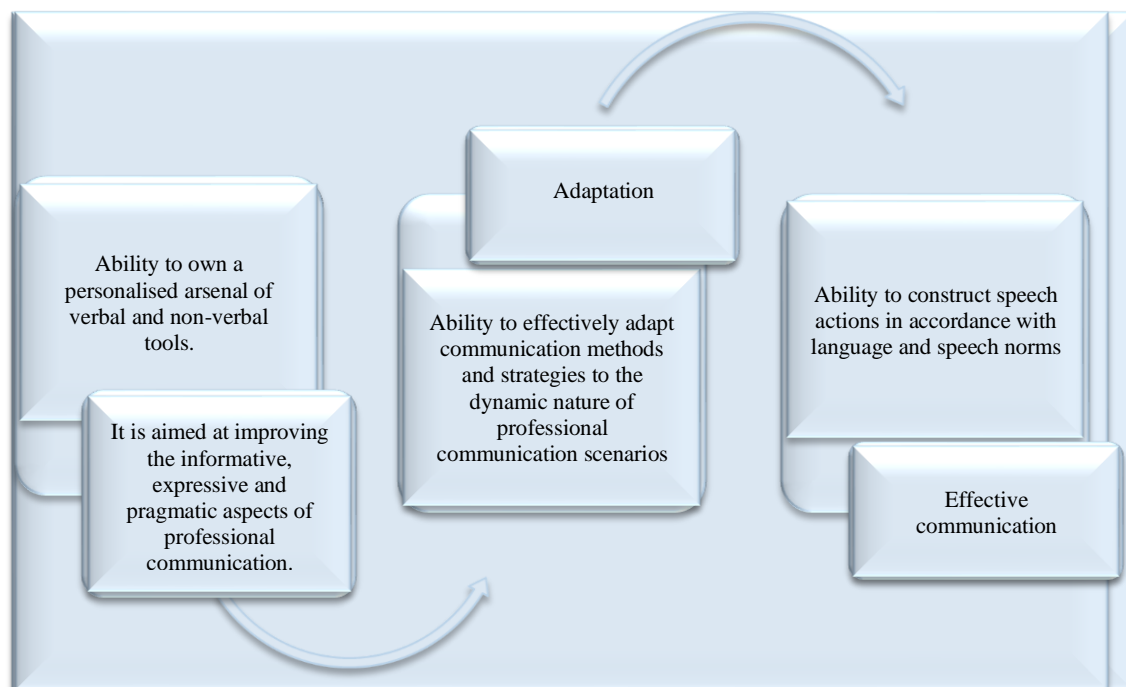 Ability to own a
personalised arsenal of
verbal and non-verbal
tools.
It is aimed at improving
the informative,
expressive and
pragmatic aspects of
professional
communication.
Adaptation
Ability to effectively adapt
communication methods
and strategies to the
dynamic nature of
professional
communication scenarios
Ability to construct speech
actions in accordance with
language and speech norms
Effective
communication